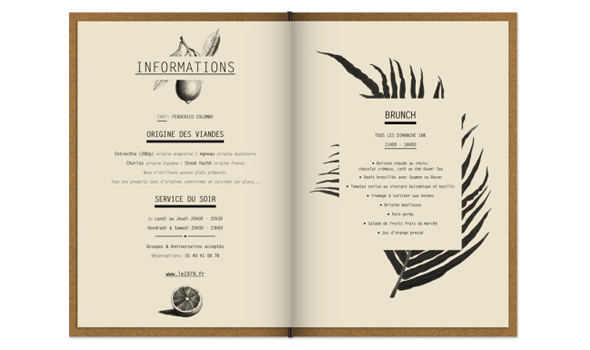 INFORMATIONS
CHEF: FERDERICO COLOMBO
ORIGINE DES VIANDES
Entrecôte (280g) origine Argentine / Agneau origine Angleterre
Charlos origine Espagne / Steak haché origine France
Nous n'utilisons aucuns plats préparés.
Tous nos produits sont d'origines contrôlées et cuisinés sur place...
SERVICE DU SOIR
du Lundi au Jeudi 20H00 - 22H30
Vendredi & Samedi 20H00 - 23H00
Groupes & Anniversaires acceptés
Réservations: 01 40 41 08 78
www.le1979.fr
BRUNCH
TOUS LES DIMANCHE 18€
11H00 - 16H00
• Boisson chaude au choix:
chocolat crémeux, café ou thé Kusmi Tea
• Oeufs brouillés avec Saumon ou Bacon
• Tomates cerise au vinaigre balsamique et basilic
• Fromage à tartiner aux herbes
• Brioche moelleuse
• Pain perdu
• Salade de fruits frais du marché
• Jus d'orange pressé